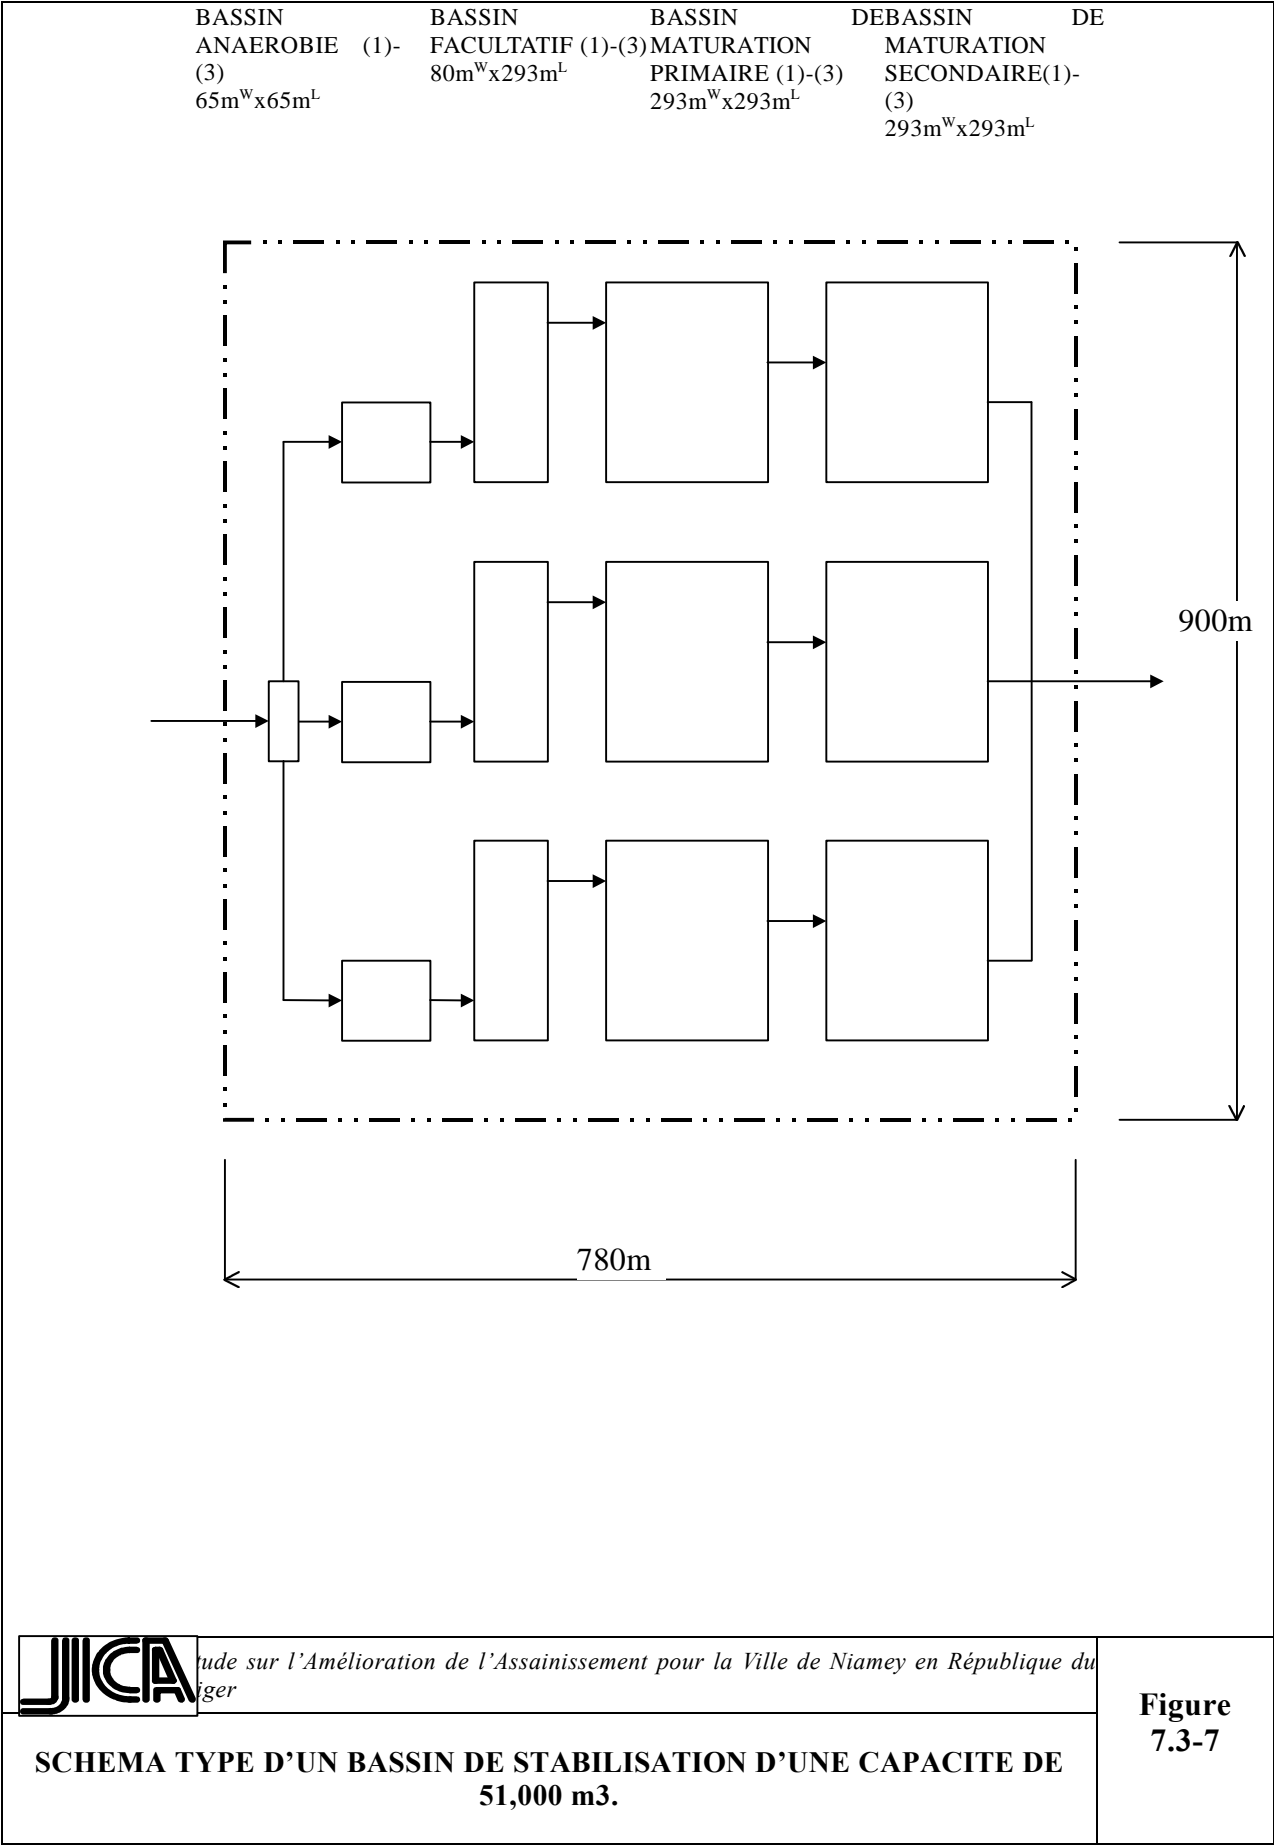 BASSIN
ANAEROBIE (1)-
(3)
65mᵂx65mᴸ
BASSIN
FACULTATIF (1)-(3)
80mᵂx293mᴸ
BASSIN DE
MATURATION
PRIMAIRE (1)-(3)
293mᵂx293mᴸ
BASSIN DE
MATURATION
SECONDAIRE(1)-
(3)
293mᵂx293mᴸ
900m
780m
JICA
tude sur l’Amélioration de l’Assainissement pour la Ville de Niamey en République du
iger
Figure
7.3-7
SCHEMA TYPE D’UN BASSIN DE STABILISATION D’UNE CAPACITE DE
51,000 m3.